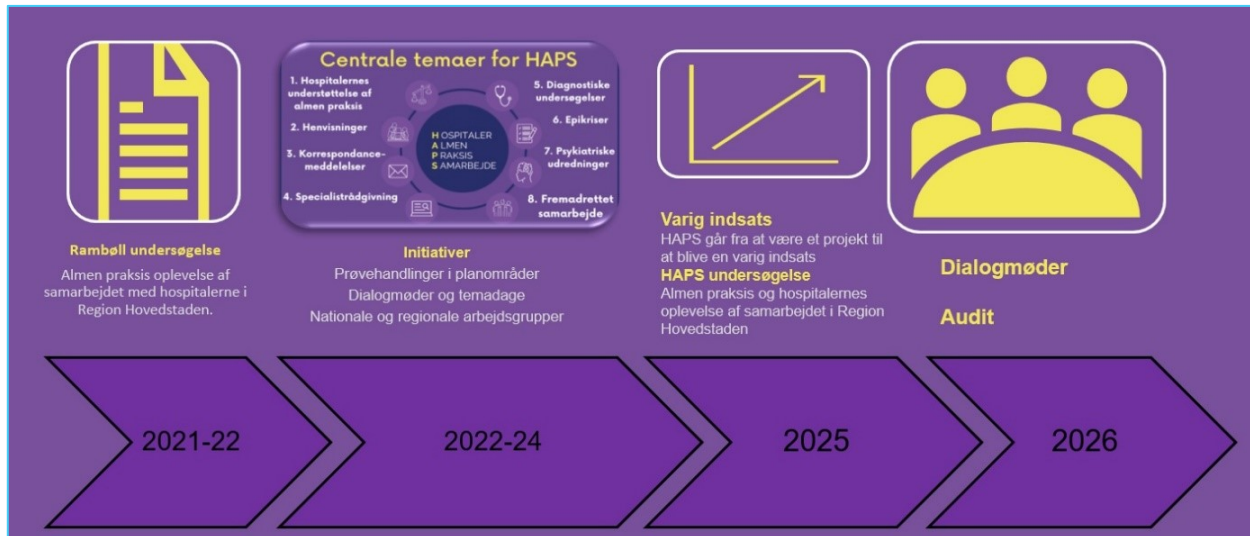 Rambøll undersøgelse
Almen praksis oplevelse af
samarbejdet med hospitalerne i
Region Hovedstaden.
Centrale temaer for HAPS
1. Hospitalernes
understøttelse af
almen praksis
2. Henvisninger
3. Korrespondance-
meddelelser
4. Specialistrådgivning
H OSPITALER
A LMEN
P RAKSIS
S AMARBEJDE
5. Diagnostiske
undersøgelser
6. Epikriser
7. Psykiatriske
udredninger
8. Fremadrettet
samarbejde
Initiativer
Prøvehandlinger i planområder
Dialogmøder og temadage
Nationale og regionale arbejdsgrupper
Varig indsats
HAPS går fra at være et projekt til
at blive en varig indsats
HAPS undersøgelse
Almen praksis og hospitalernes
oplevelse af samarbejdet i Region
Hovedstaden
Dialogmøder
Audit
2021-22
2022-24
2025
2026